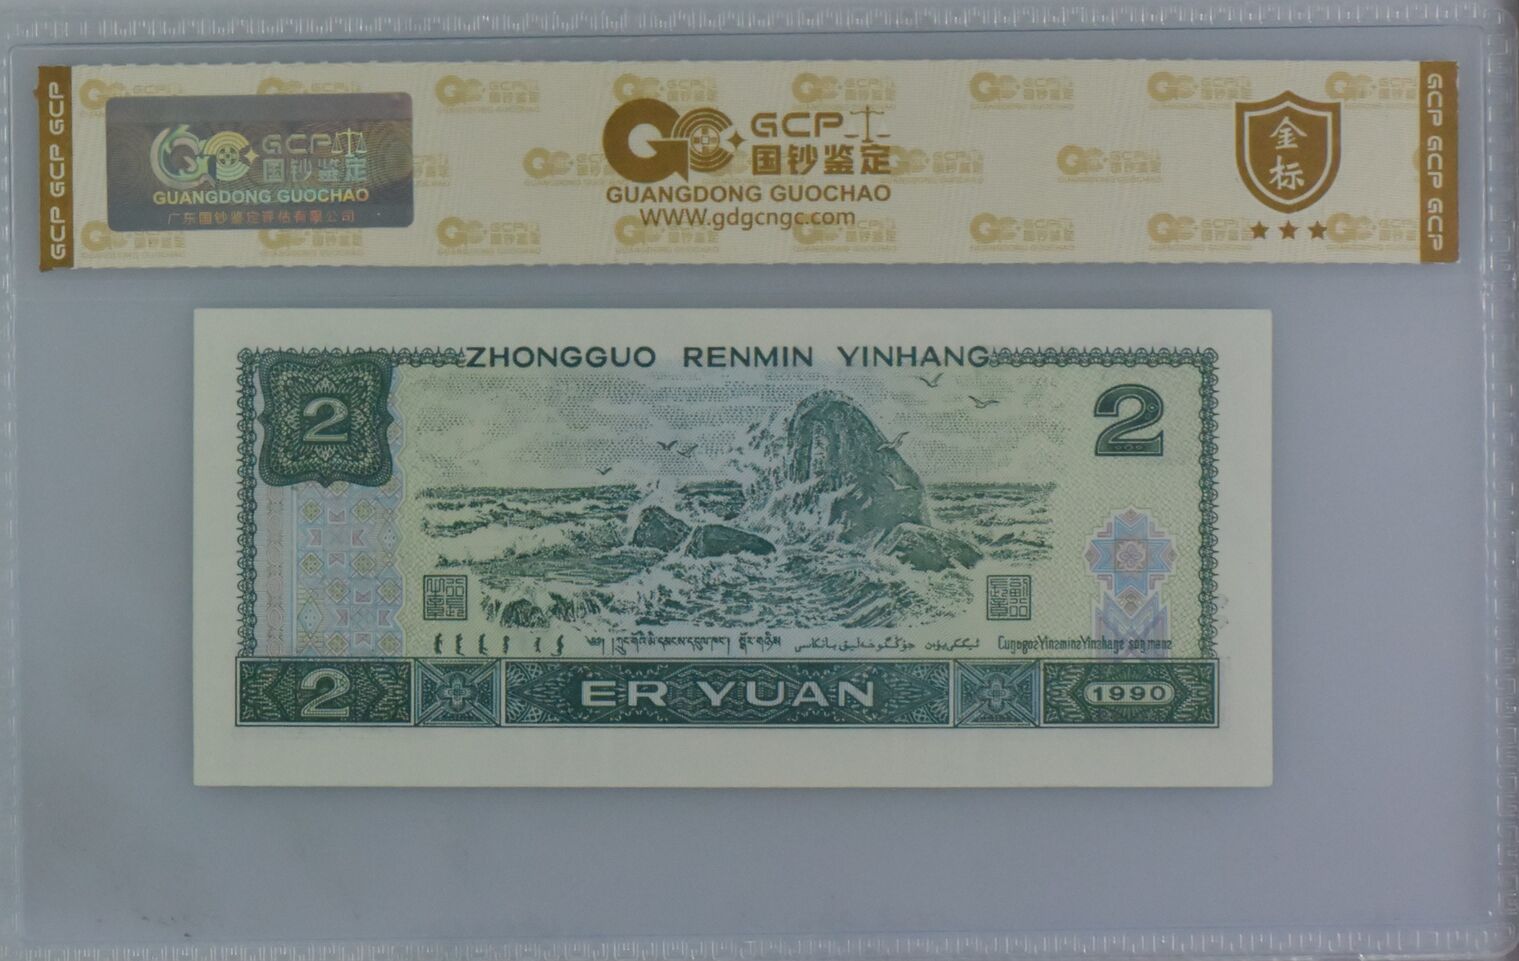 GCP GCP GCP
GCP
国钞鉴定
GUANGDONG GUOCHAO
广东国钞鉴定评估有限公司
GCP
国钞鉴定
GUANGDONG GUOCHAO
WWW.gdgcngc.com
金标
GCP GCP GCP
ZHONGGUO RENMIN YINHANG
2
2
2
ER YUAN
1990